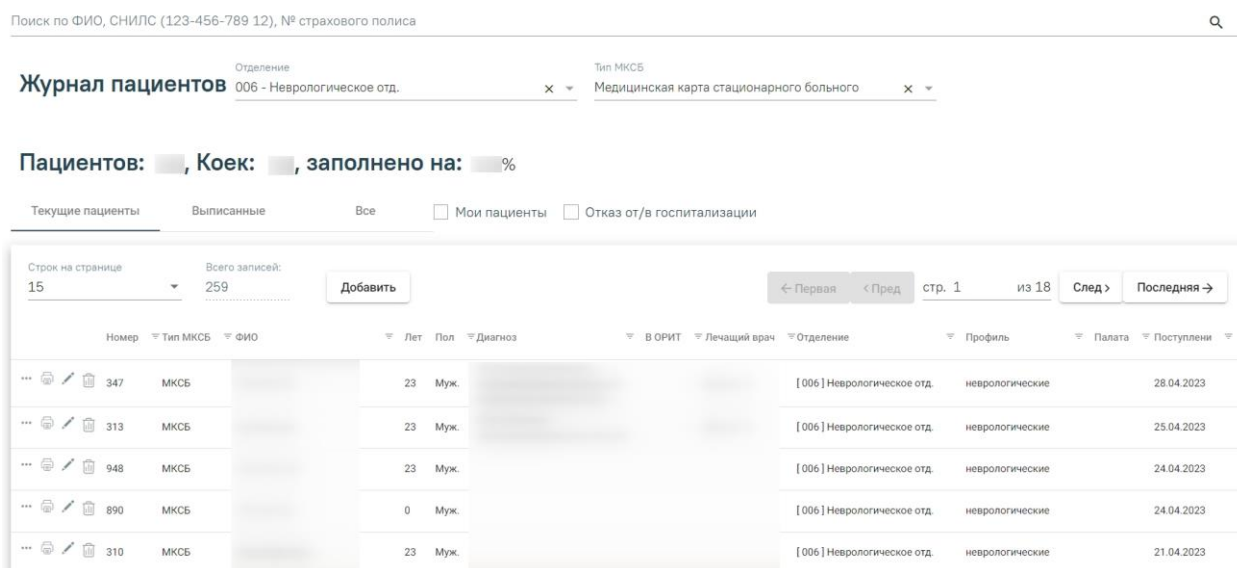 Поиск по ФИО, СНИЛС (123-456-789 12), № страхового полиса
Отделение Тип МКСБ
Журнал пациентов 006 - Неврологическое отд. Медицинская карта стационарного больного
Пациентов: , Коек: , заполнено на: %
Текущие пациенты Выписанные Все Мои пациенты Отказ от/в госпитализации
Строк на странице Всего записей:
15 259 Добавить ← Первая < Пред стр. 1 из 18 След > Последняя →
Номер Тип МКСБ ФИО Лет Пол Диагноз В ОРИТ Лечащий врач Отделение Профиль Палата Поступлени
347 МКСБ 23 Муж. [ 006 ] Неврологическое отд. неврологические 28.04.2023
313 МКСБ 23 Муж. [ 006 ] Неврологическое отд. неврологические 25.04.2023
948 МКСБ 23 Муж. [ 006 ] Неврологическое отд. неврологические 24.04.2023
890 МКСБ 0 Муж. [ 006 ] Неврологическое отд. неврологические 24.04.2023
310 МКСБ 23 Муж. [ 006 ] Неврологическое отд. неврологические 21.04.2023